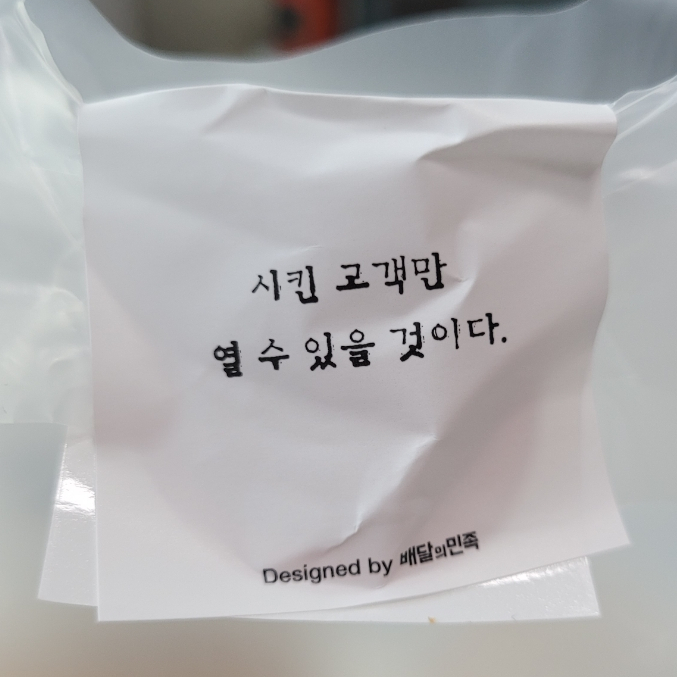 시킨 고객만
열 수 있을 것이다.
Designed by 배달의민족